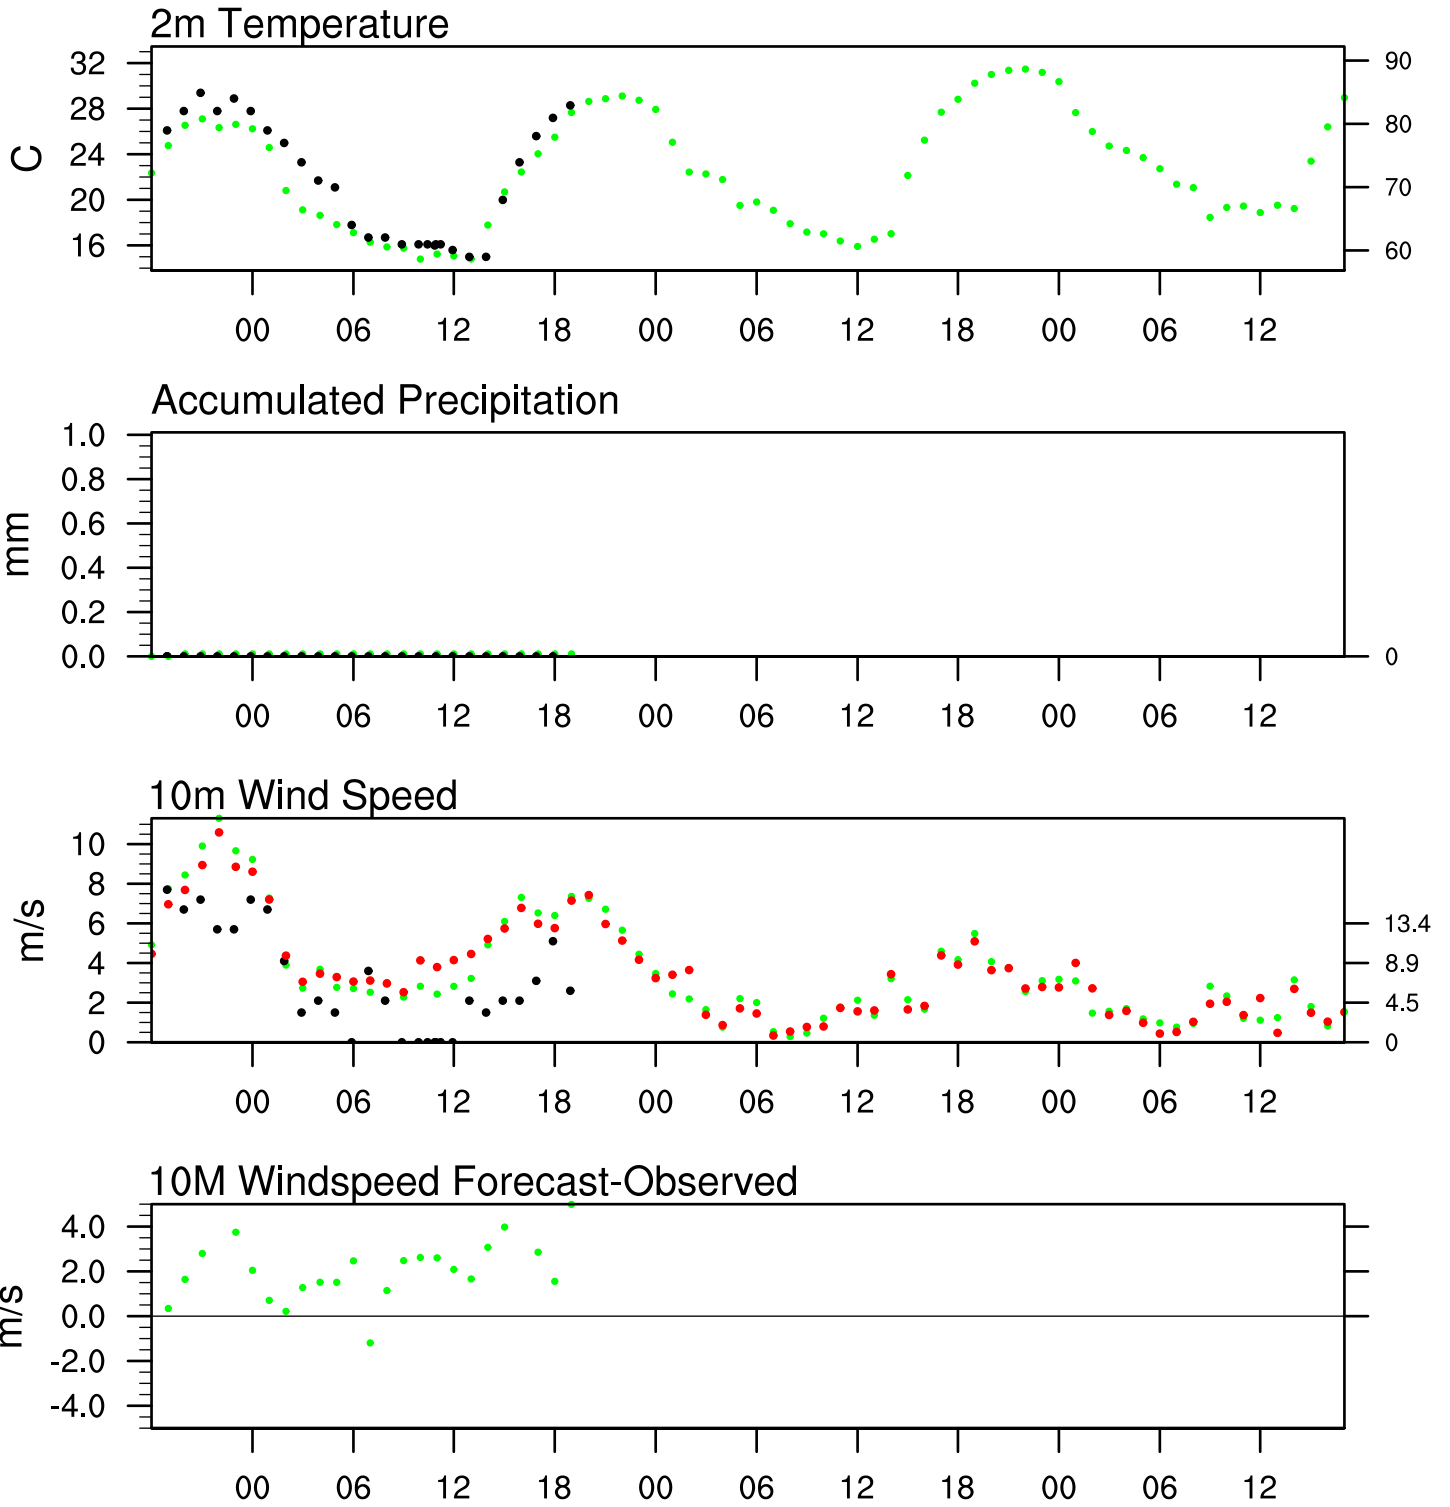 2m Temperature
32
28
24
20
16
C
90
80
70
60
00 06 12 18 00 06 12 18 00 06 12
Accumulated Precipitation
1.0
0.8
0.6
0.4
0.2
0.0
mm
0
00 06 12 18 00 06 12 18 00 06 12
10m Wind Speed
10
8
6
4
2
0
m/s
13.4
8.9
4.5
0
00 06 12 18 00 06 12 18 00 06 12
10M Windspeed Forecast-Observed
4.0
2.0
0.0
-2.0
-4.0
m/s
00 06 12 18 00 06 12 18 00 06 12